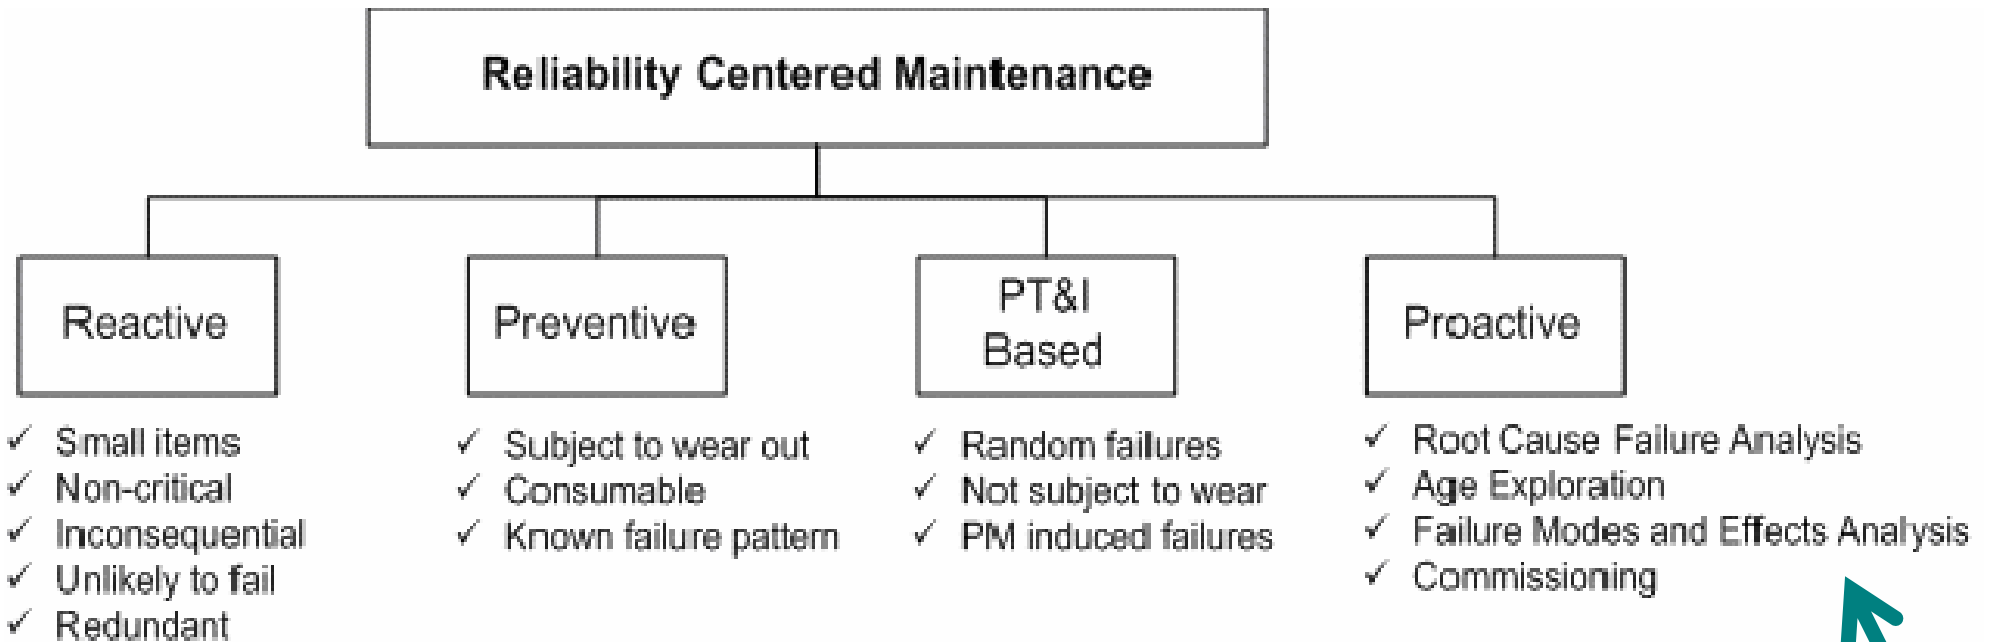 Reliability Centered Maintenance
Reactive
✓ Small items
✓ Non-critical
✓ Inconsequential
✓ Unlikely to fail
✓ Redundant
Preventive
✓ Subject to wear out
✓ Consumable
✓ Known failure pattern
PT&I
Based
✓ Random failures
✓ Not subject to wear
✓ PM induced failures
Proactive
✓ Root Cause Failure Analysis
✓ Age Exploration
✓ Failure Modes and Effects Analysis
✓ Commissioning